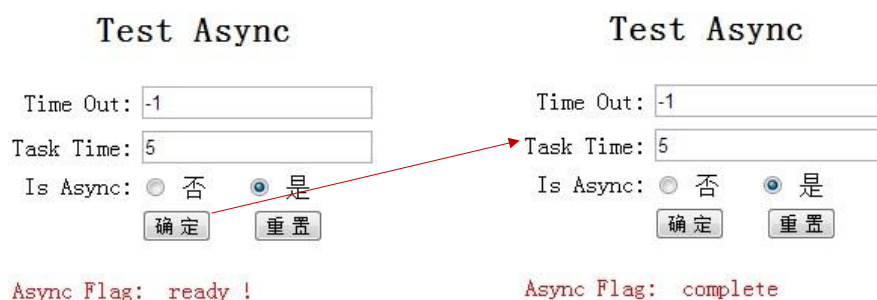 Test Async
Time Out: -1
Task Time: 5
Is Async: 否 是
确定 重置
Async Flag: ready !
Test Async
Time Out: -1
Task Time: 5
Is Async: 否 是
确定 重置
Async Flag: complete